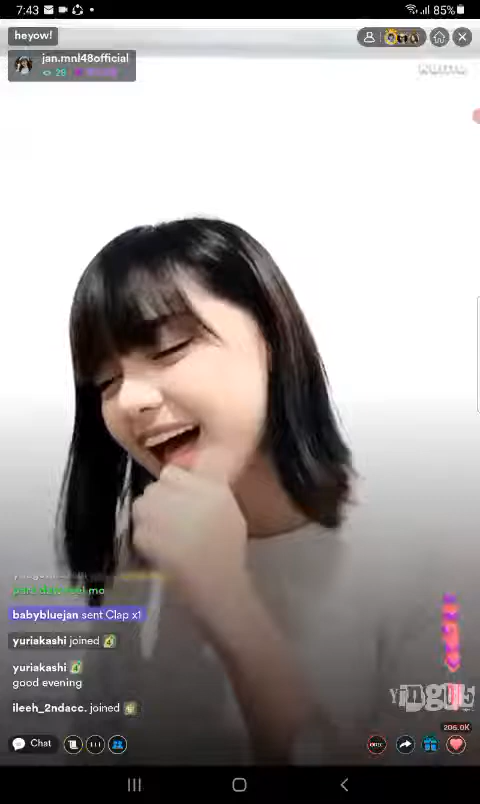 7:43
85%
heyow!
jan.mnl48official
kumu
babybluejan sent Clap x1
yuriakashi joined
yuriakashi
good evening
ileeh_2ndacc. joined
206.0K
Chat